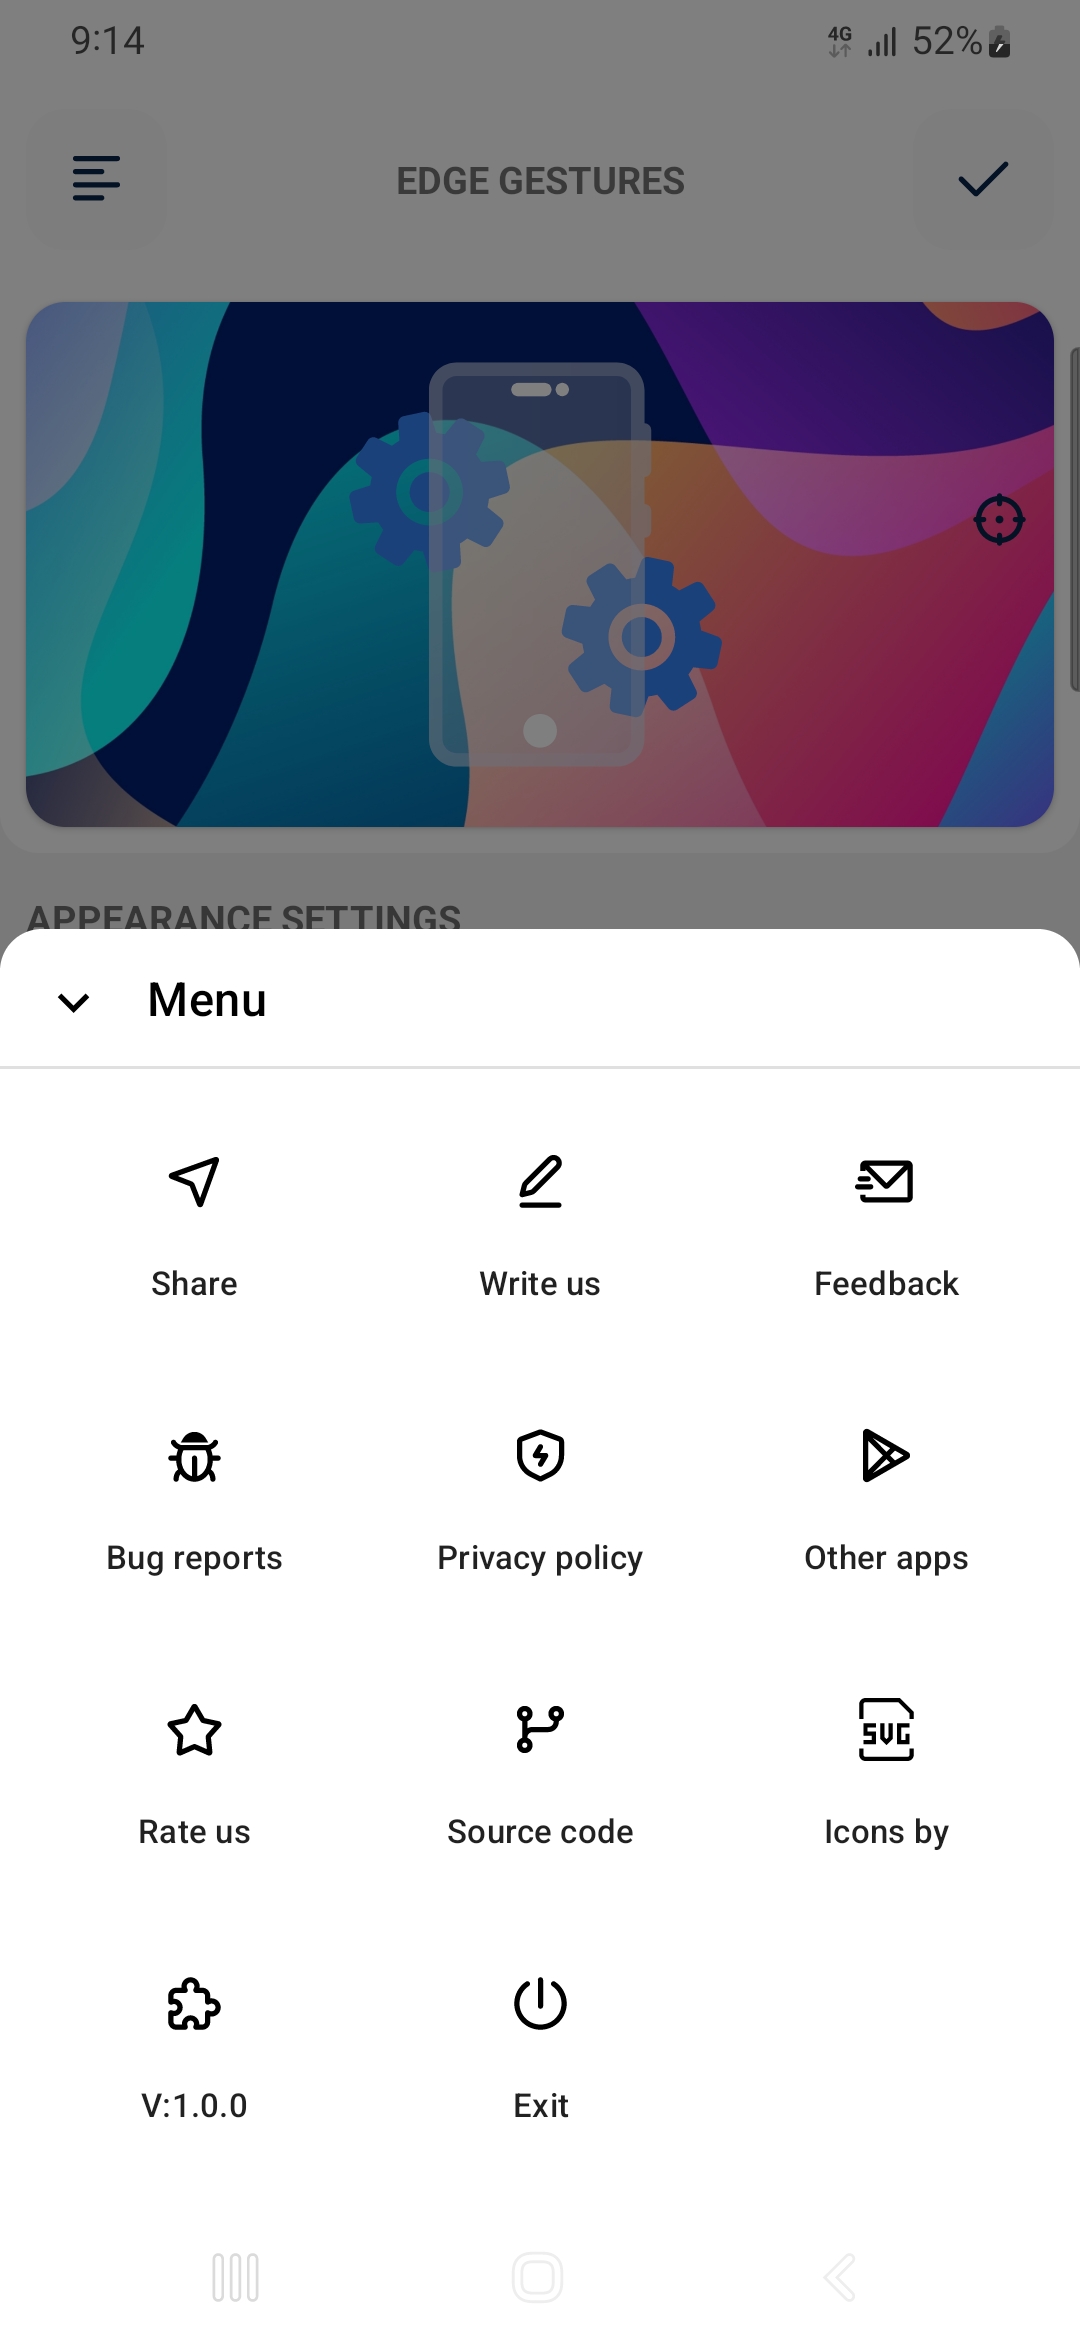 9:14
4G 52%
EDGE GESTURES
APPEARANCE SETTINGS
Menu
Share
Write us
Feedback
Bug reports
Privacy policy
Other apps
Rate us
Source code
SVG
Icons by
V:1.0.0
Exit